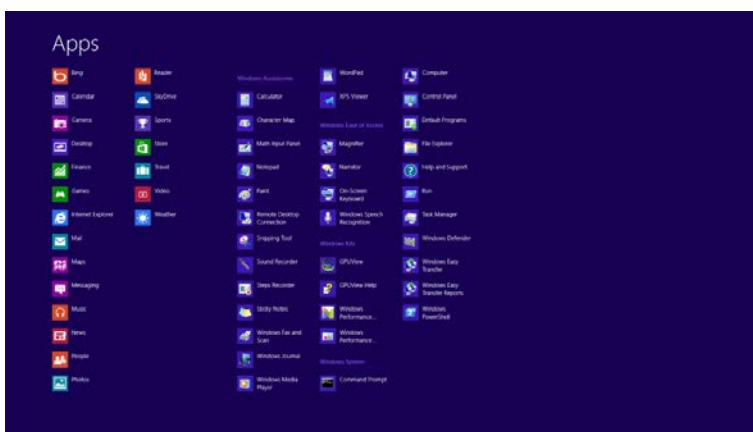 Apps
Bing
Calendar
Camera
Desktop
Finance
Games
Internet Explorer
Mail
Maps
Messaging
Music
News
People
Photos
Reader
SkyDrive
Sports
Store
Travel
Video
Weather
Windows Accessories
Calculator
Character Map
Math Input Panel
Notepad
Paint
Remote Desktop
Connection
Snipping Tool
Sound Recorder
Steps Recorder
Sticky Notes
Windows Fax and
Scan
Windows Journal
Windows Media
Player
WordPad
XPS Viewer
Windows Ease of Access
Magnifier
Narrator
On-Screen
Keyboard
Windows Speech
Recognition
Windows Kits
GPUView
GPUView Help
Windows
Performance...
Windows
Performance...
Windows System
Command Prompt
Computer
Control Panel
Default Programs
File Explorer
Help and Support
Run
Task Manager
Windows Defender
Windows Easy
Transfer
Windows Easy
Transfer Reports
Windows
PowerShell